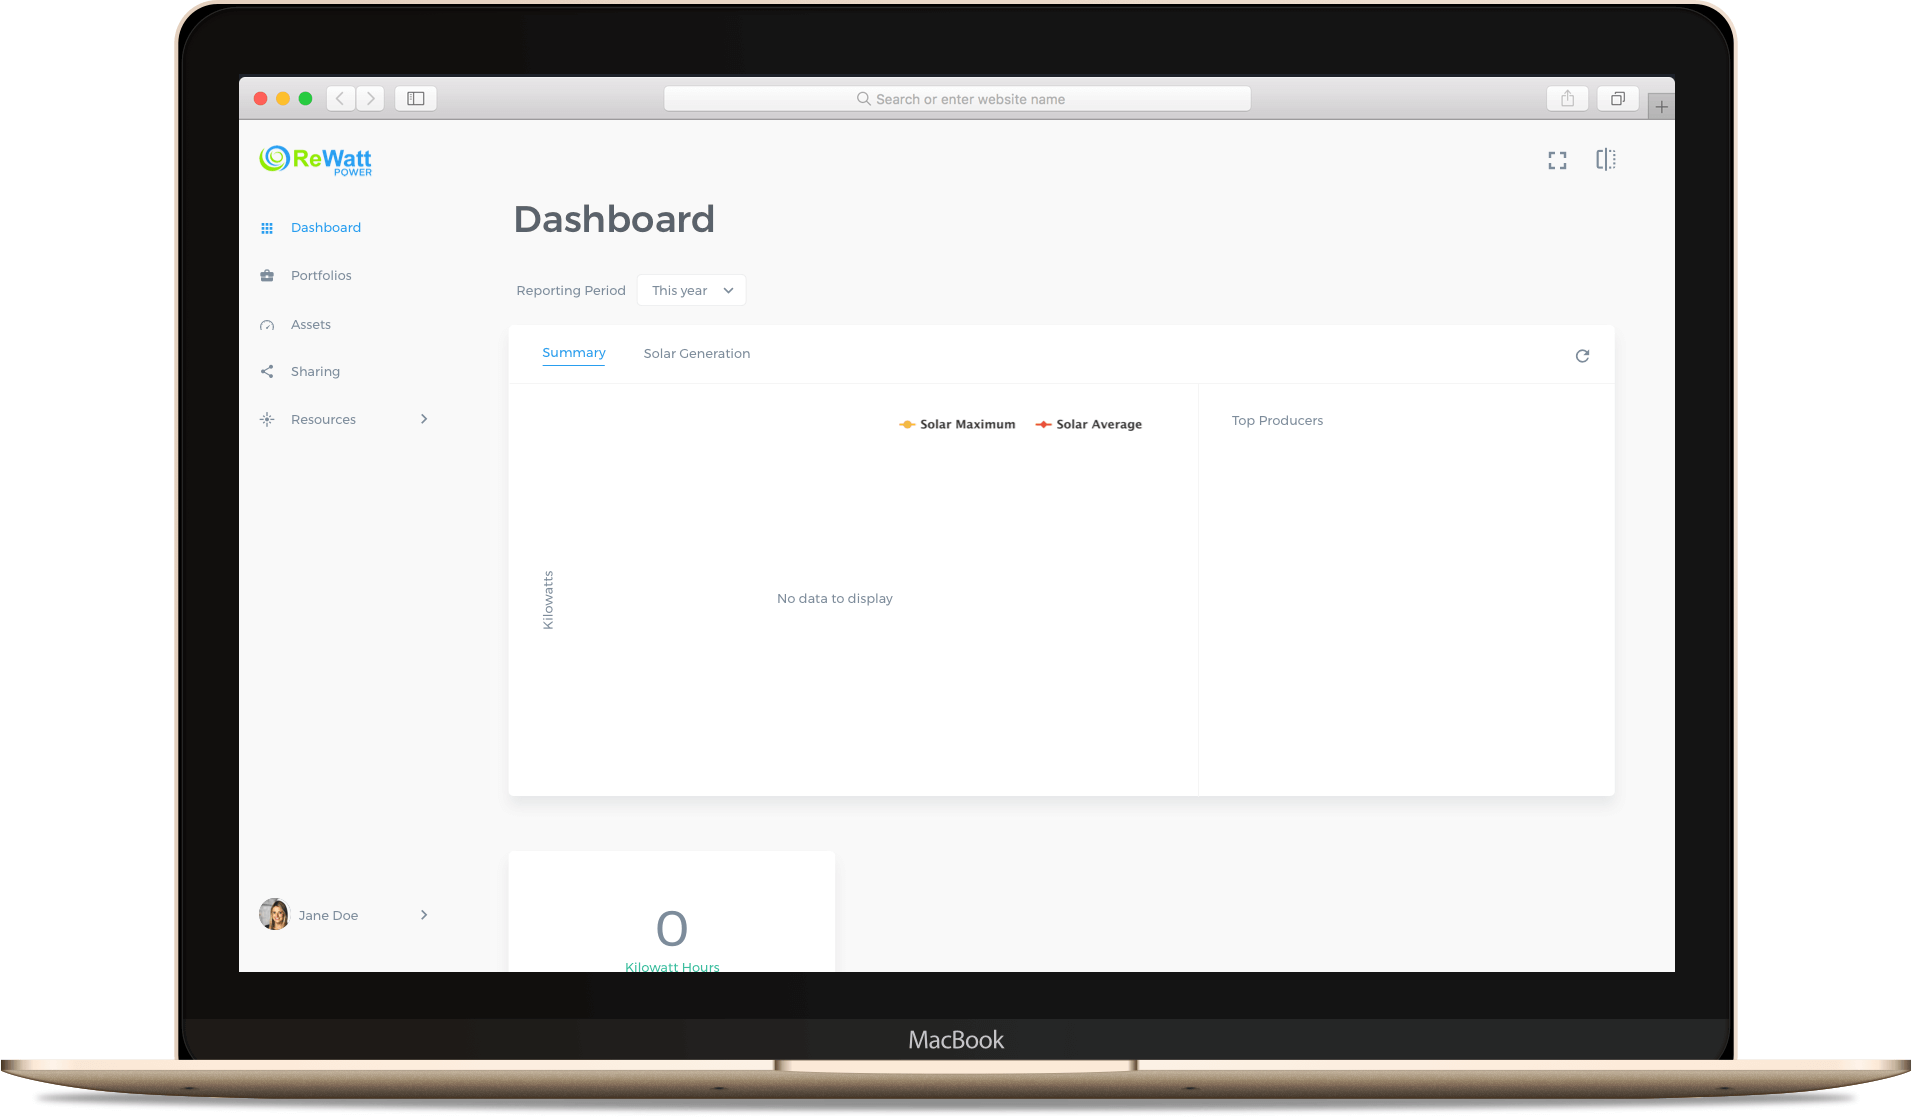 Search or enter website name
ReWatt
POWER
Dashboard
Portfolios
Assets
Sharing
Resources
Jane Doe
Dashboard
Reporting Period
This year
Summary
Solar Generation
Solar Maximum
Solar Average
Kilowatts
No data to display
Top Producers
0
Kilowatt Hours
MacBook